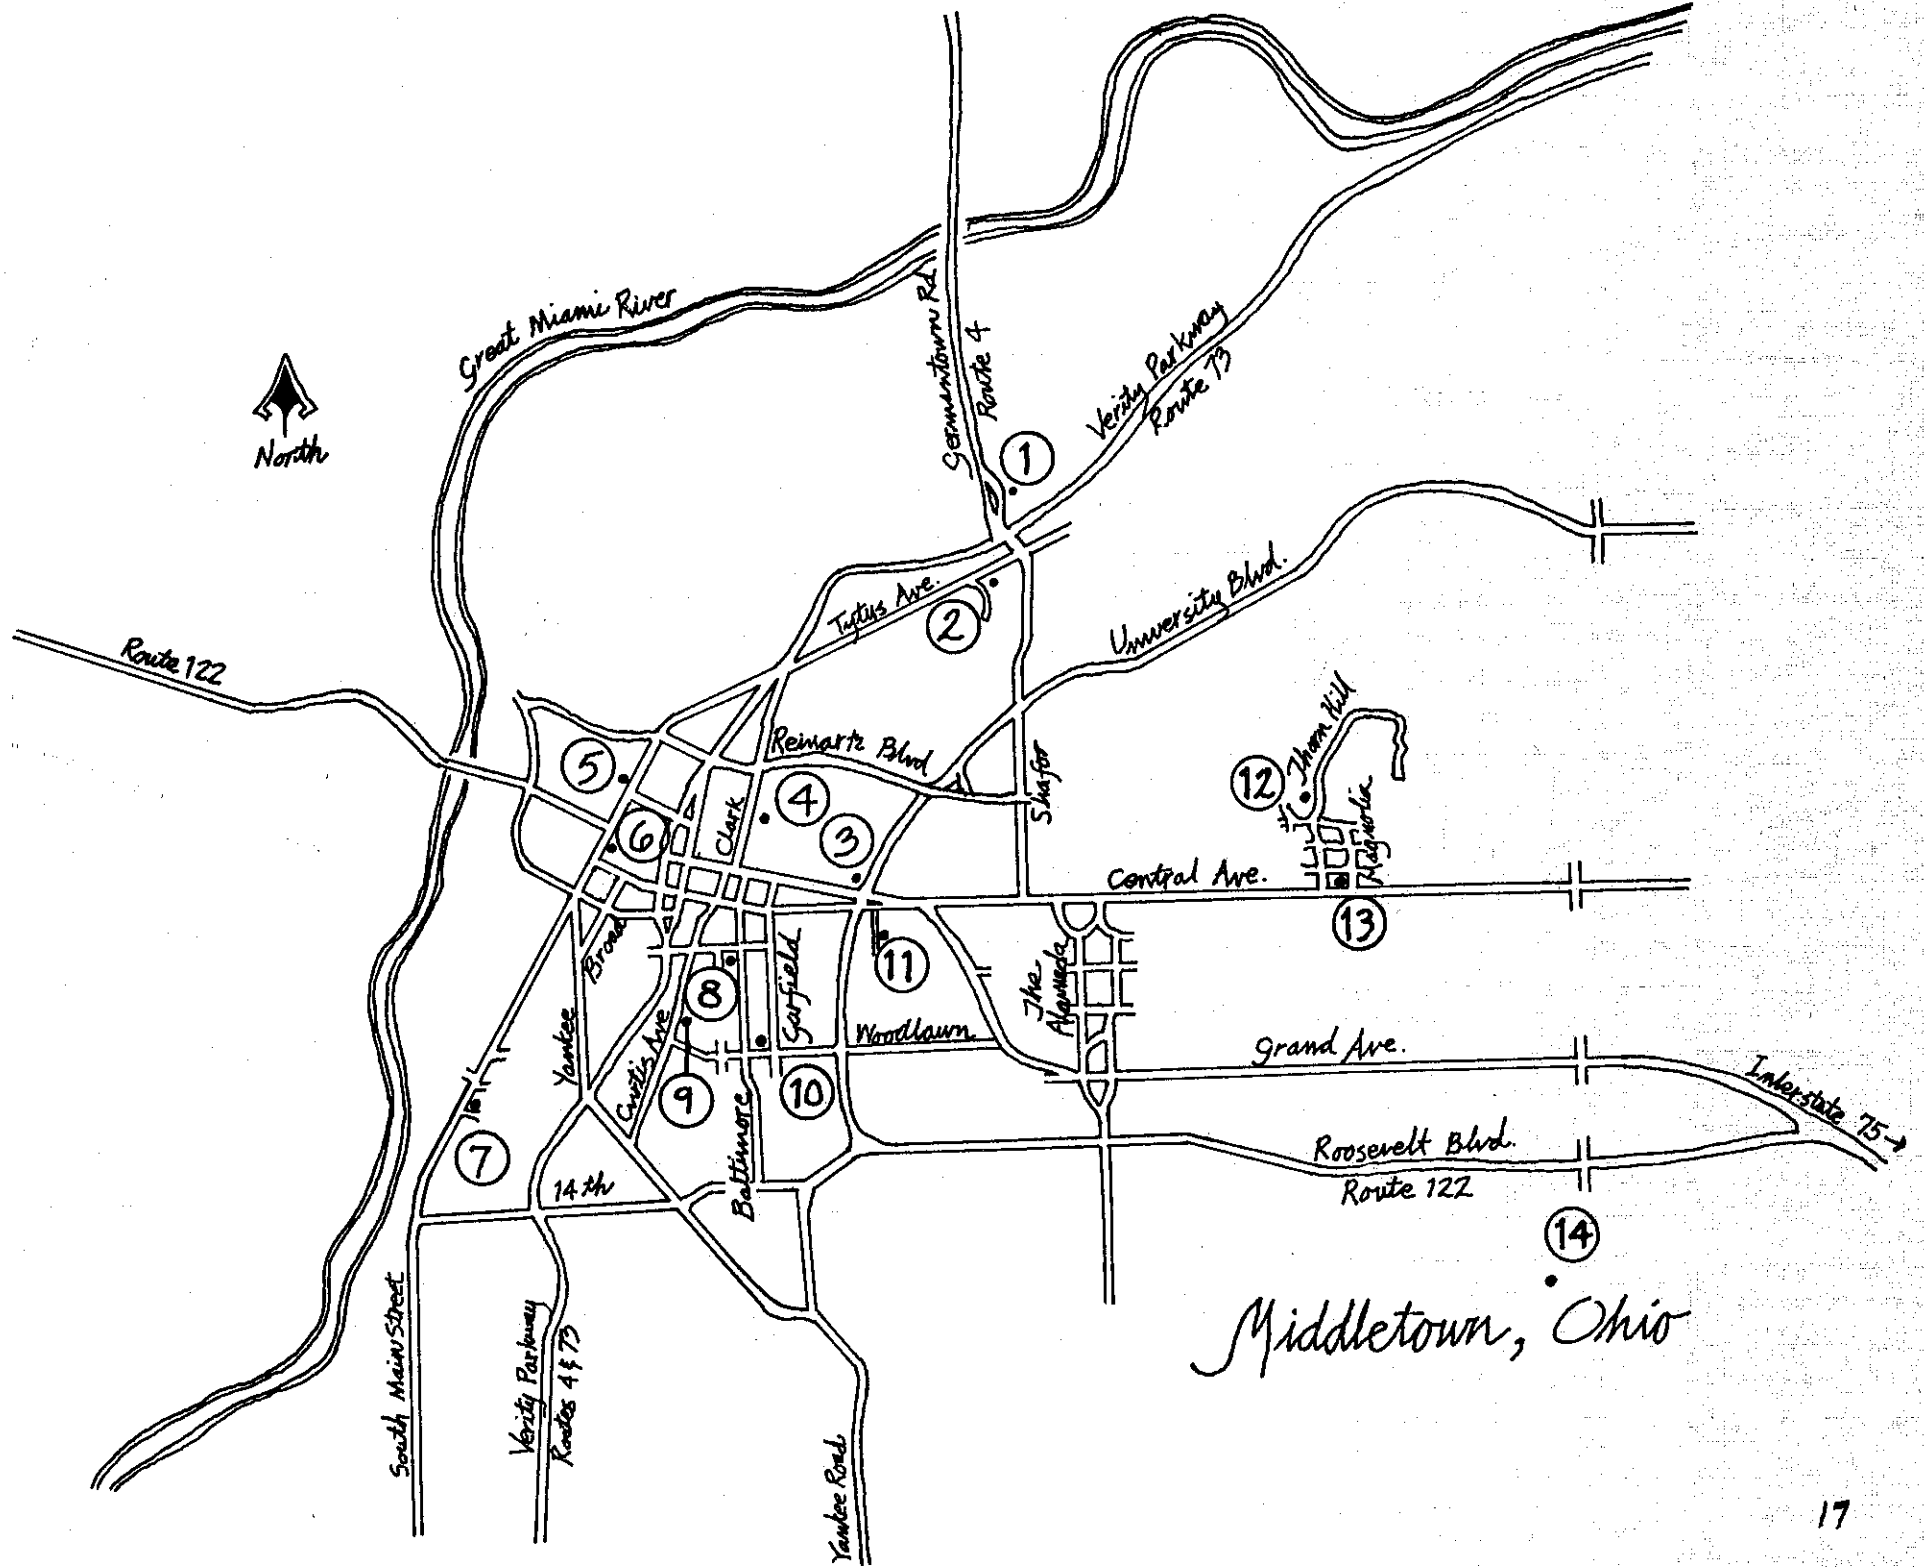 Great Miami River
Germantown Rd
Route 4
Verity Parkway
Route 73
North
1
Tytus Ave.
2
University Blvd.
Route 122
Reinartz Blvd
5
4
3
6
Clark
Shafor
12
Thorn Hill
Magnolia
Central Ave.
13
Broad
11
8
Garfield
The
Alameda
Yankee
Curtis Ave
Woodlawn
Grand Ave.
9
10
Baltimore
Interstate 75→
7
14th
Roosevelt Blvd.
Route 122
14
Middletown, Ohio
South Main Street
Verity Parkway
Routes 4 & 73
Yankee Road
17